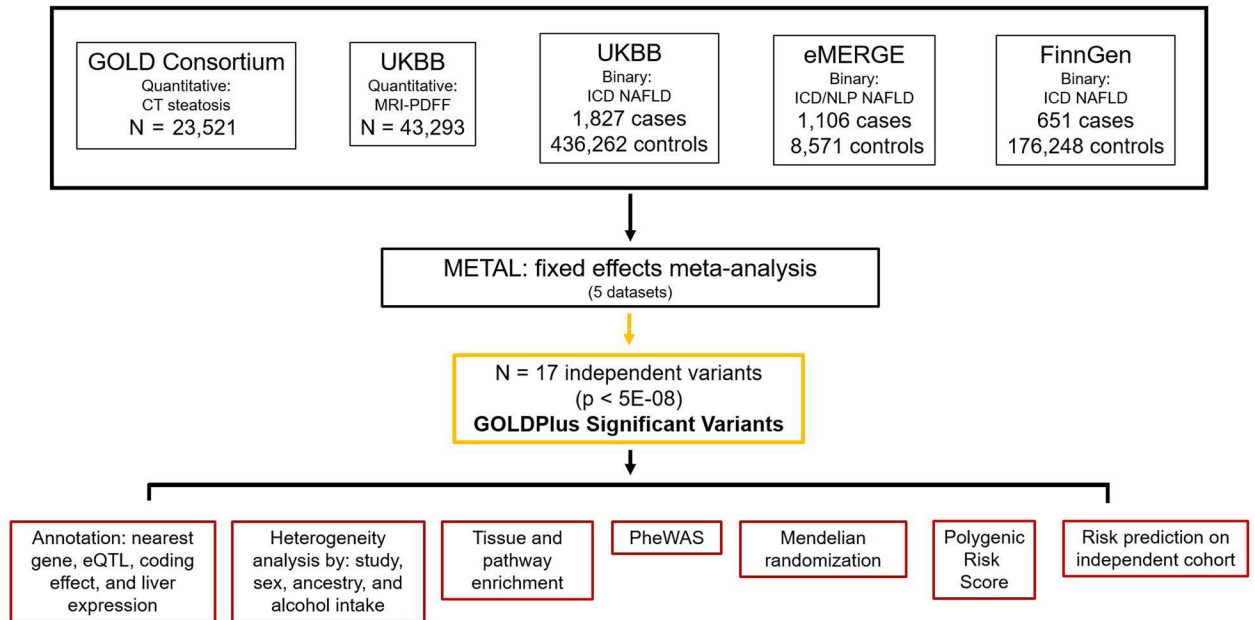 GOLD Consortium
Quantitative:
CT steatosis
N = 23,521
UKBB
Quantitative:
MRI-PDFF
N = 43,293
UKBB
Binary:
ICD NAFLD
1,827 cases
436,262 controls
eMERGE
Binary:
ICD/NLP NAFLD
1,106 cases
8,571 controls
FinnGen
Binary:
ICD NAFLD
651 cases
176,248 controls
METAL: fixed effects meta-analysis
(5 datasets)
N = 17 independent variants
(p < 5E-08)
GOLDPlus Significant Variants
Annotation: nearest
gene, eQTL, coding
effect, and liver
expression
Heterogeneity
analysis by: study,
sex, ancestry, and
alcohol intake
Tissue and
pathway
enrichment
PheWAS
Mendelian
randomization
Polygenic
Risk
Score
Risk prediction on
independent cohort